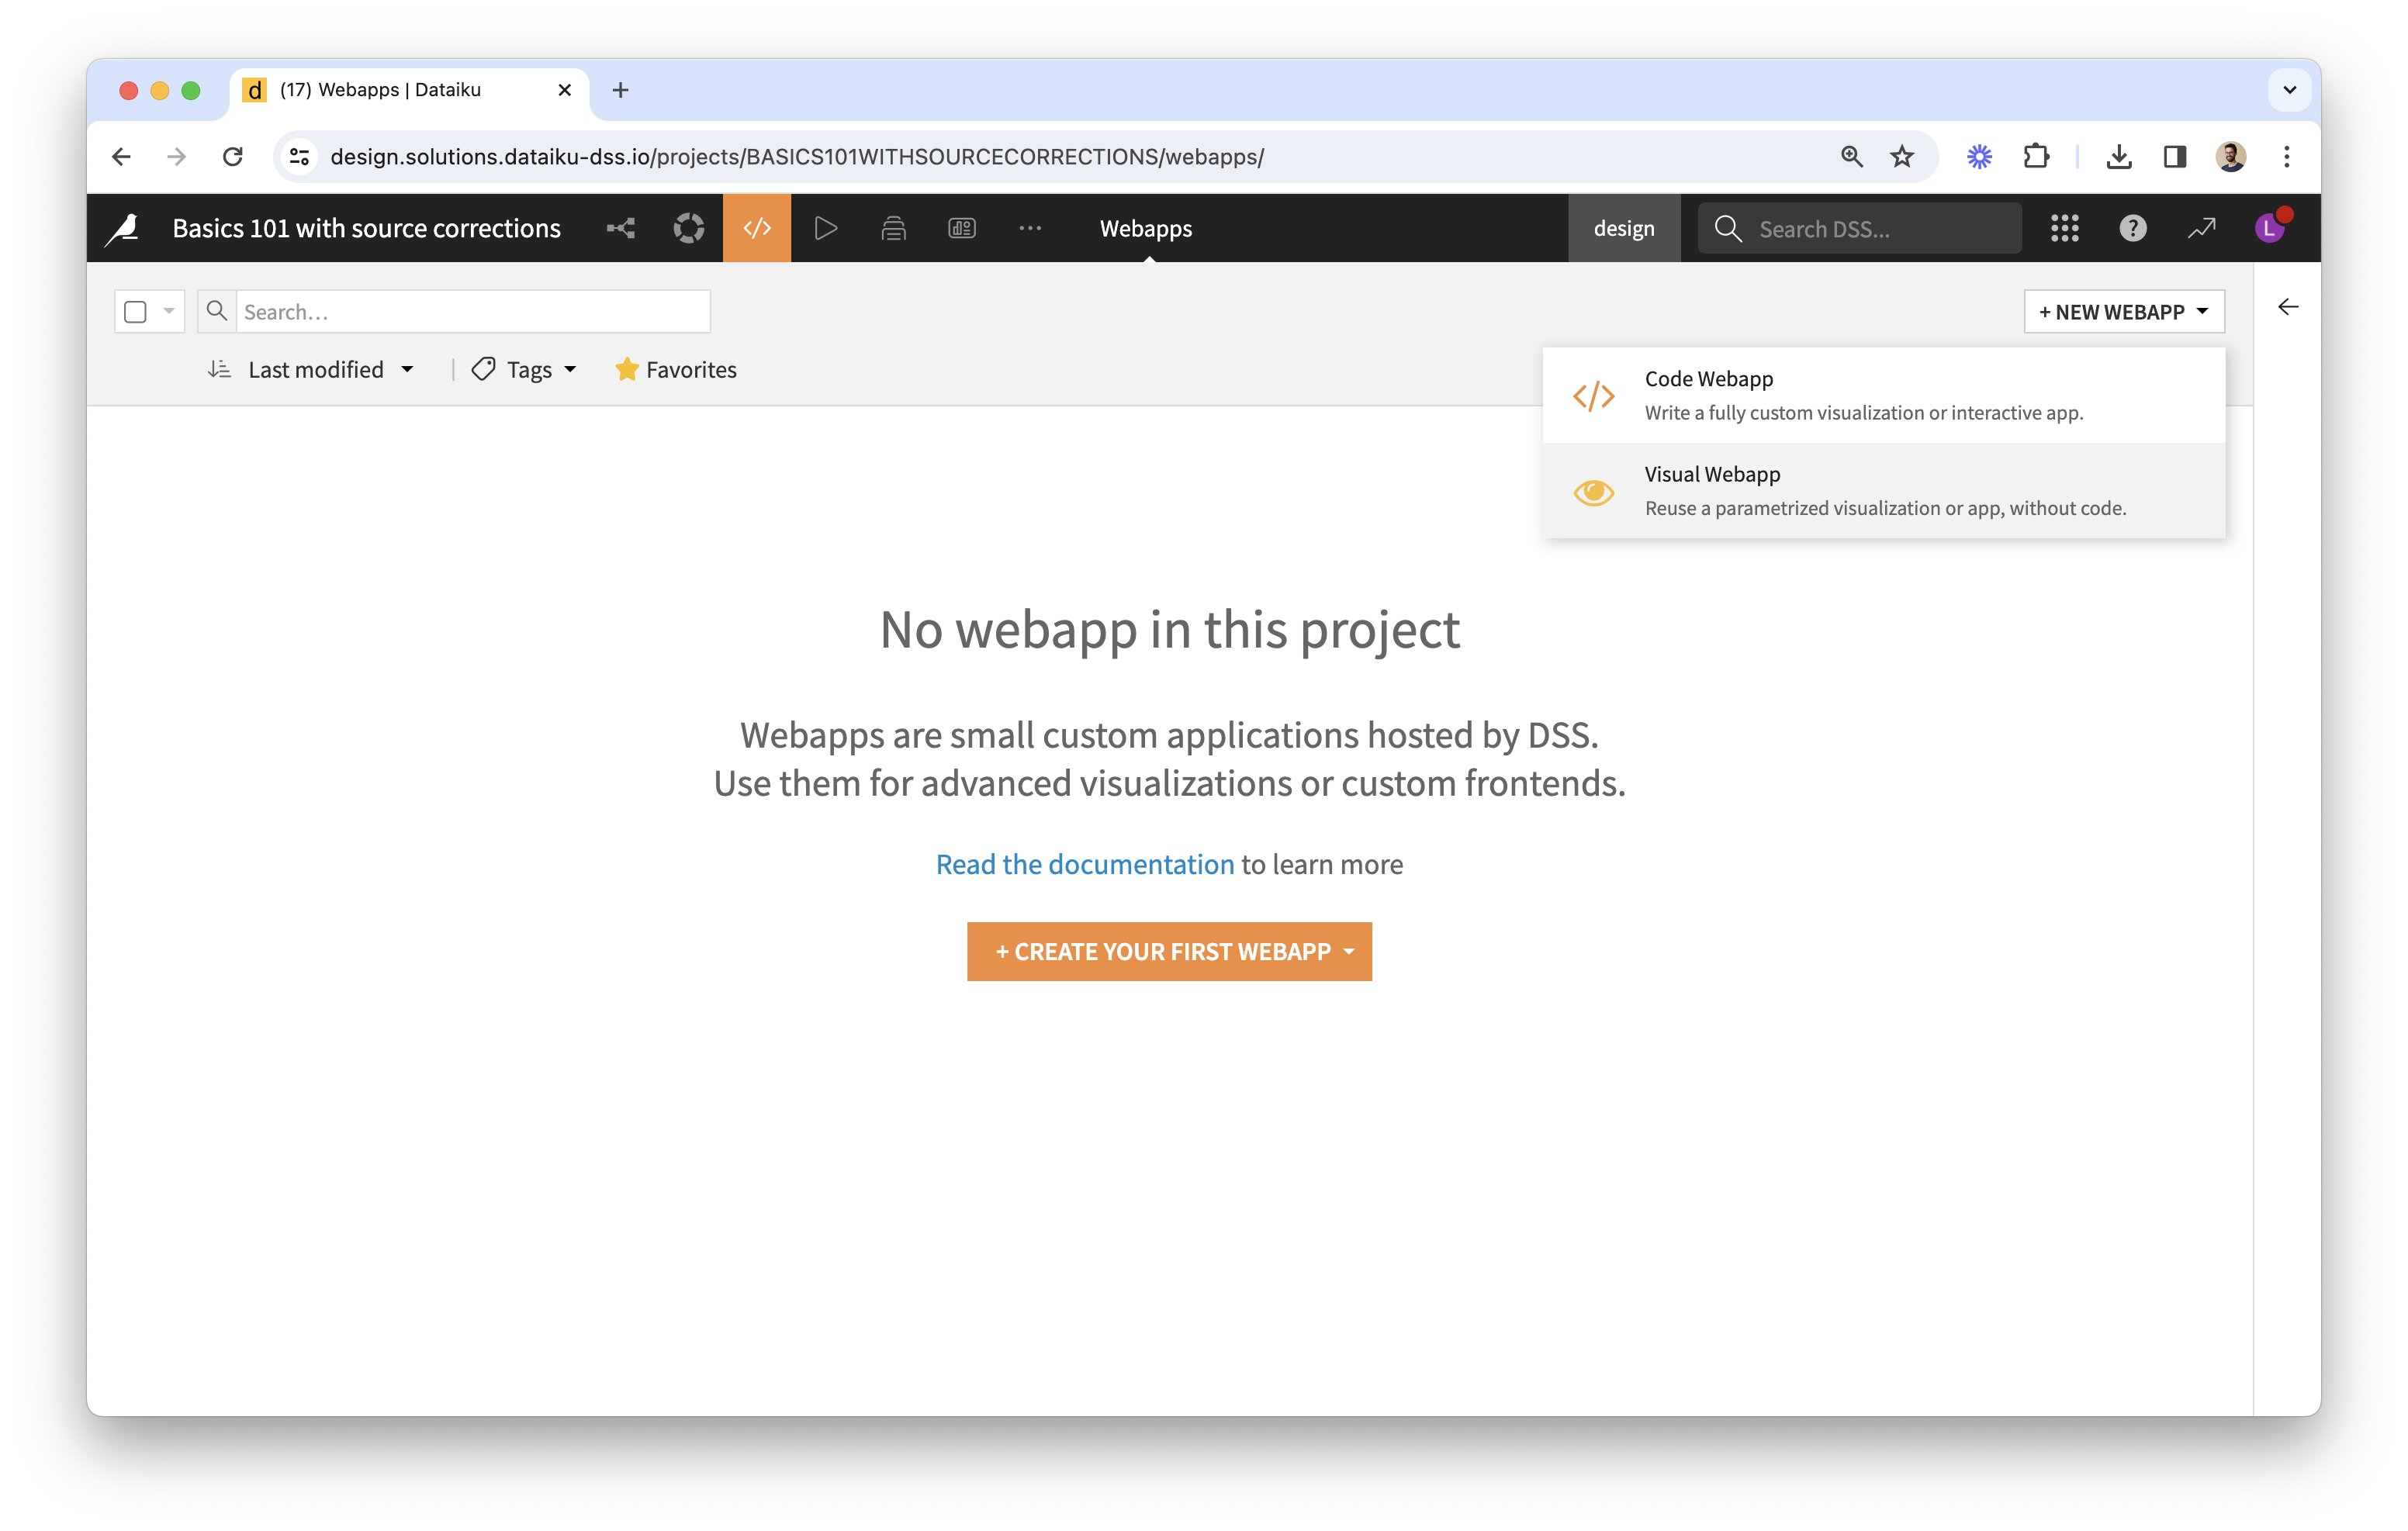 d (17) Webapps | Dataiku
design.solutions.dataiku-dss.io/projects/BASICS101WITHSOURCECORRECTIONS/webapps/
Basics 101 with source corrections Webapps design Search DSS... ? L
Search... + NEW WEBAPP
Last modified | Tags Favorites
Code Webapp
Write a fully custom visualization or interactive app.
Visual Webapp
Reuse a parametrized visualization or app, without code.
No webapp in this project
Webapps are small custom applications hosted by DSS.
Use them for advanced visualizations or custom frontends.
Read the documentation to learn more
+ CREATE YOUR FIRST WEBAPP